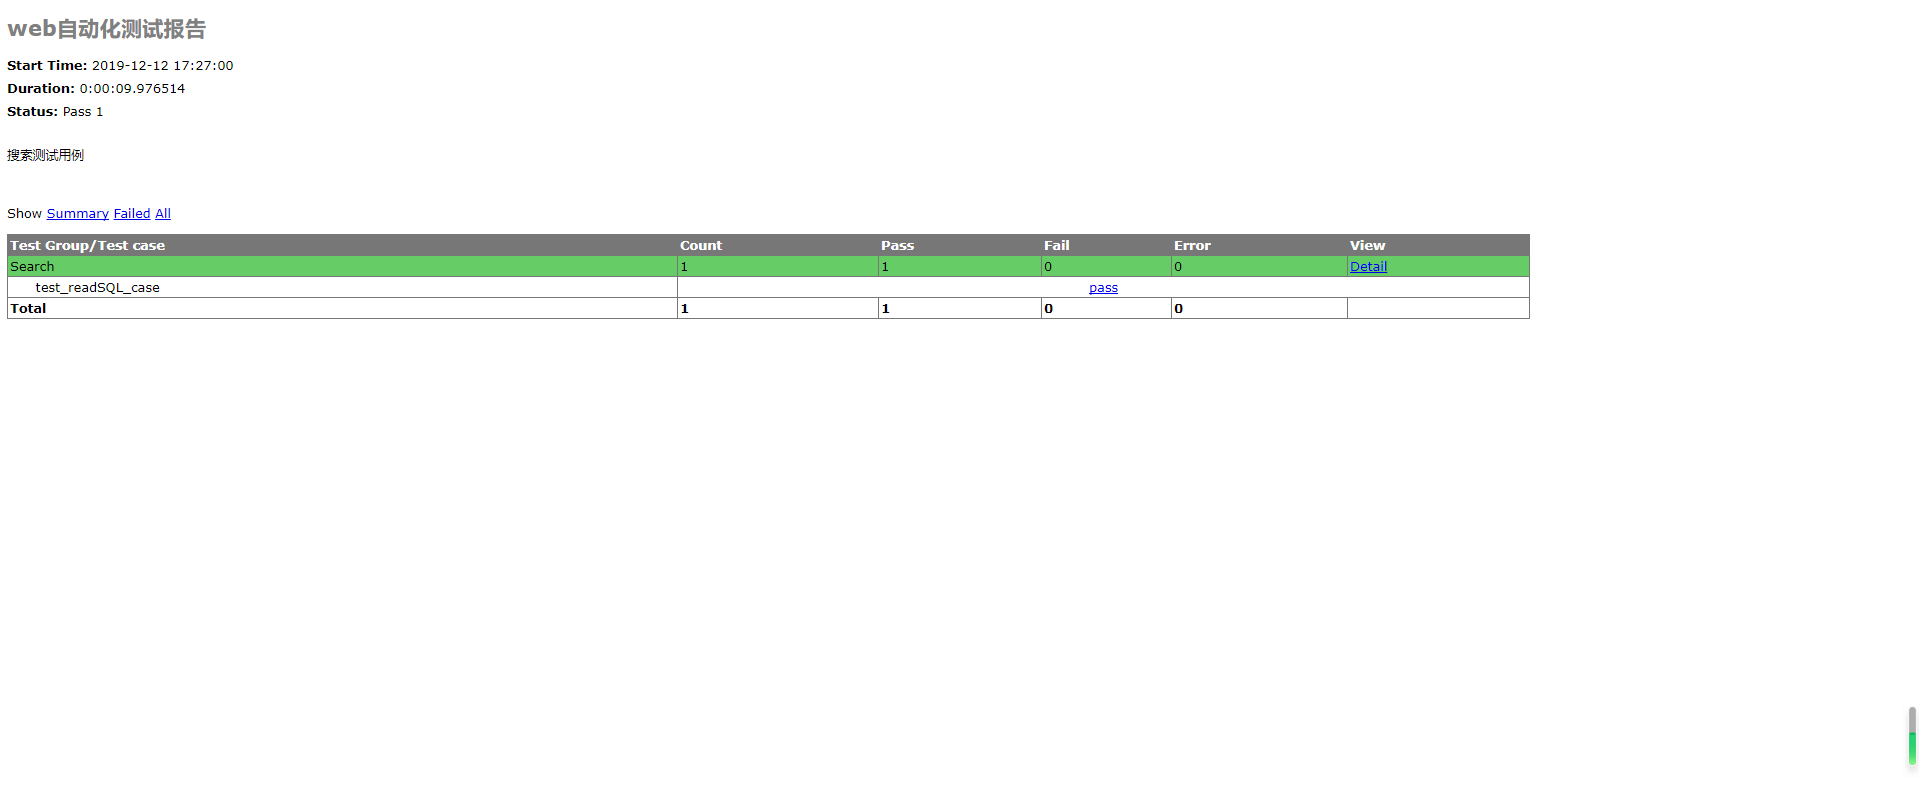 web自动化测试报告
Start Time: 2019-12-12 17:27:00
Duration: 0:00:09.976514
Status: Pass 1
搜索测试用例
Show Summary Failed All
Test Group/Test case Count Pass Fail Error View
Search 1 1 0 0 Detail
test_readSQL_case pass
Total 1 1 0 0